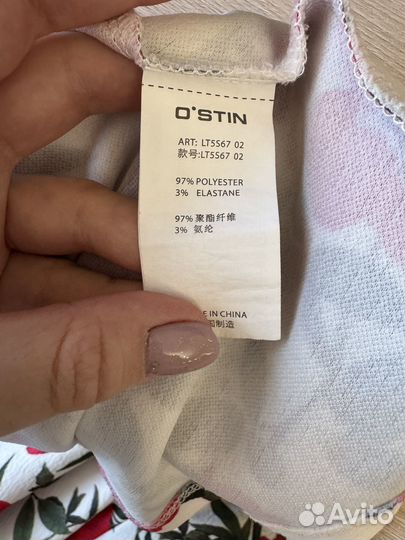 O'STIN
ART: LT5S67 02
款号:LT5S67 02
97% POLYESTER
3% ELASTANE
97% 聚酯纤维
3% 氨纶
E IN CHINA
制造
Avito